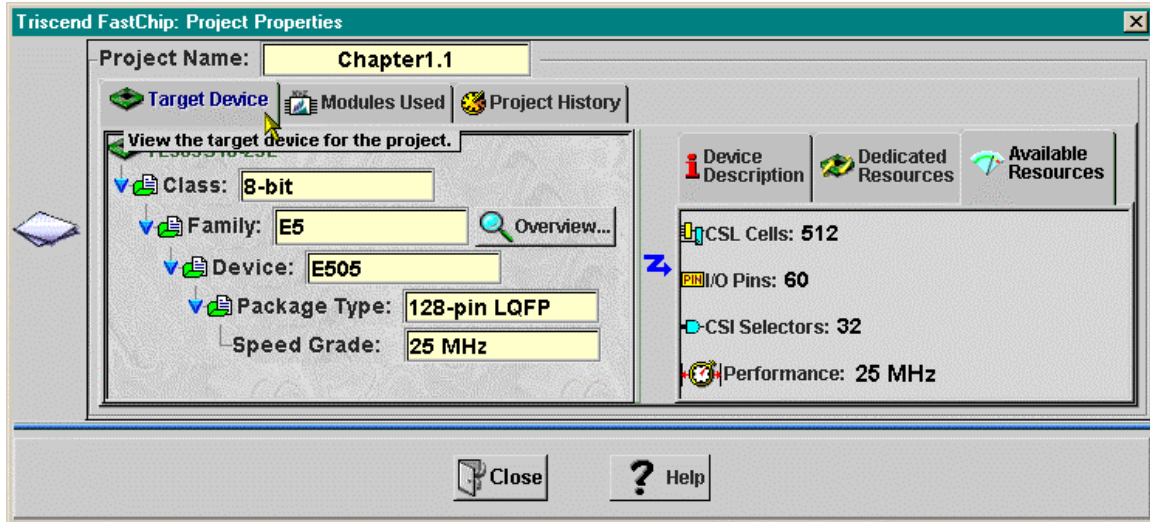 Triscend FastChip: Project Properties
Project Name: Chapter1.1
Target Device Modules Used Project History
View the target device for the project.
Class: 8-bit
Family: E5 Overview...
Device: E505
Package Type: 128-pin LQFP
Speed Grade: 25 MHz
Device Description
Dedicated Resources
Available Resources
CSL Cells: 512
PIN I/O Pins: 60
CSI Selectors: 32
Performance: 25 MHz
Close
? Help